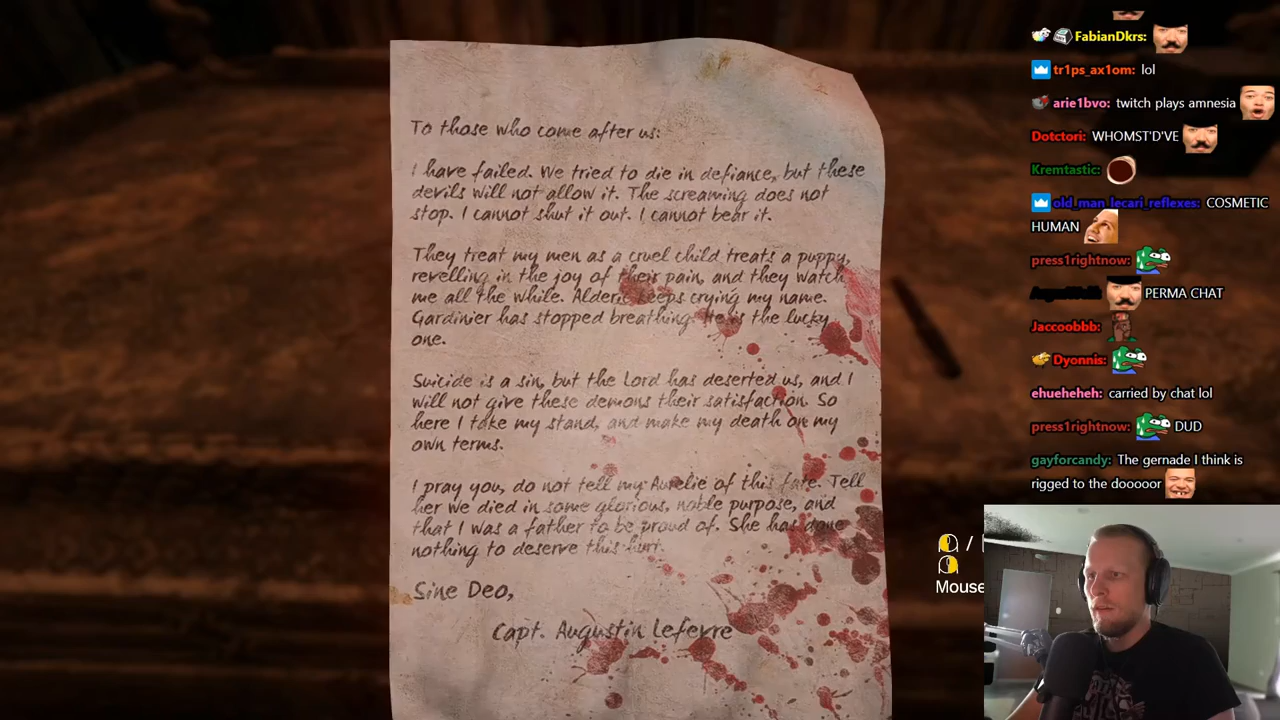 To those who come after us:
I have failed. We tried to die in defiance, but these
devils will not allow it. The screaming does not
stop. I cannot shut it out. I cannot bear it.
They treat my men as a cruel child treats a puppy,
revelling in the joy of their pain, and they watch
me all the while. Alderic keeps crying my name.
Gardinier has stopped breathing. He is the lucky
one.
Suicide is a sin, but the Lord has deserted us, and I
will not give these demons their satisfaction. So
here I take my stand, and make my death on my
own terms.
I pray you, do not tell my Aurelie of this fate. Tell
her we died in some glorious, noble purpose, and
that I was a father to be proud of. She has done
nothing to deserve this hurt.
Sine Deo,
Capt. Augustin Lefevre
FabianDkrs:
tr1ps_ax1om: lol
arie1bvo: twitch plays amnesia
Dotctori: WHOMST'D'VE
Kremtastic:
old_man_lecari_reflexes: COSMETIC
HUMAN
press1rightnow:
PERMA CHAT
Jaccoobbb:
Dyonnis:
ehueheheh: carried by chat lol
press1rightnow: DUD
gayforcandy: The gernade I think is
rigged to the dooooor
/
Mouse